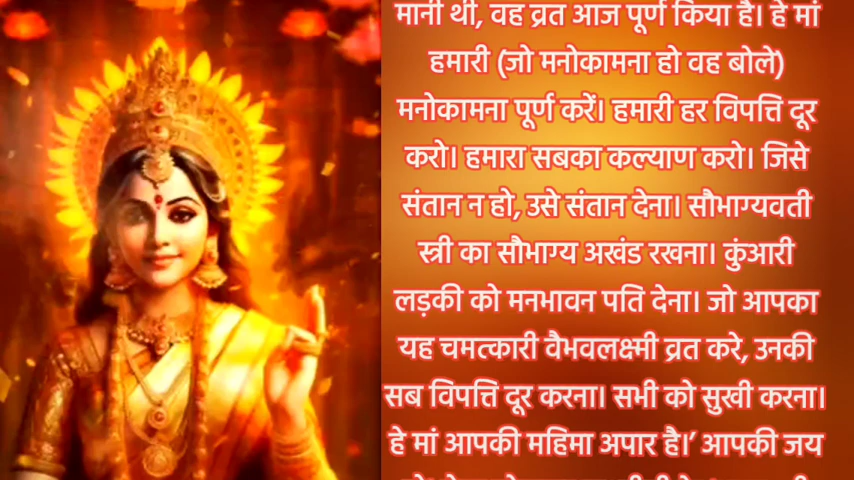 मानी थी, वह व्रत आज पूर्ण किया है। हे मां
हमारी (जो मनोकामना हो वह बोले)
मनोकामना पूर्ण करें। हमारी हर विपत्ति दूर
करो। हमारा सबका कल्याण करो। जिसे
संतान न हो, उसे संतान देना। सौभाग्यवती
स्त्री का सौभाग्य अखंड रखना। कुंआरी
लड़की को मनभावन पति देना। जो आपका
यह चमत्कारी वैभवलक्ष्मी व्रत करे, उनकी
सब विपत्ति दूर करना। सभी को सुखी करना।
हे मां आपकी महिमा अपार है।’ आपकी जय